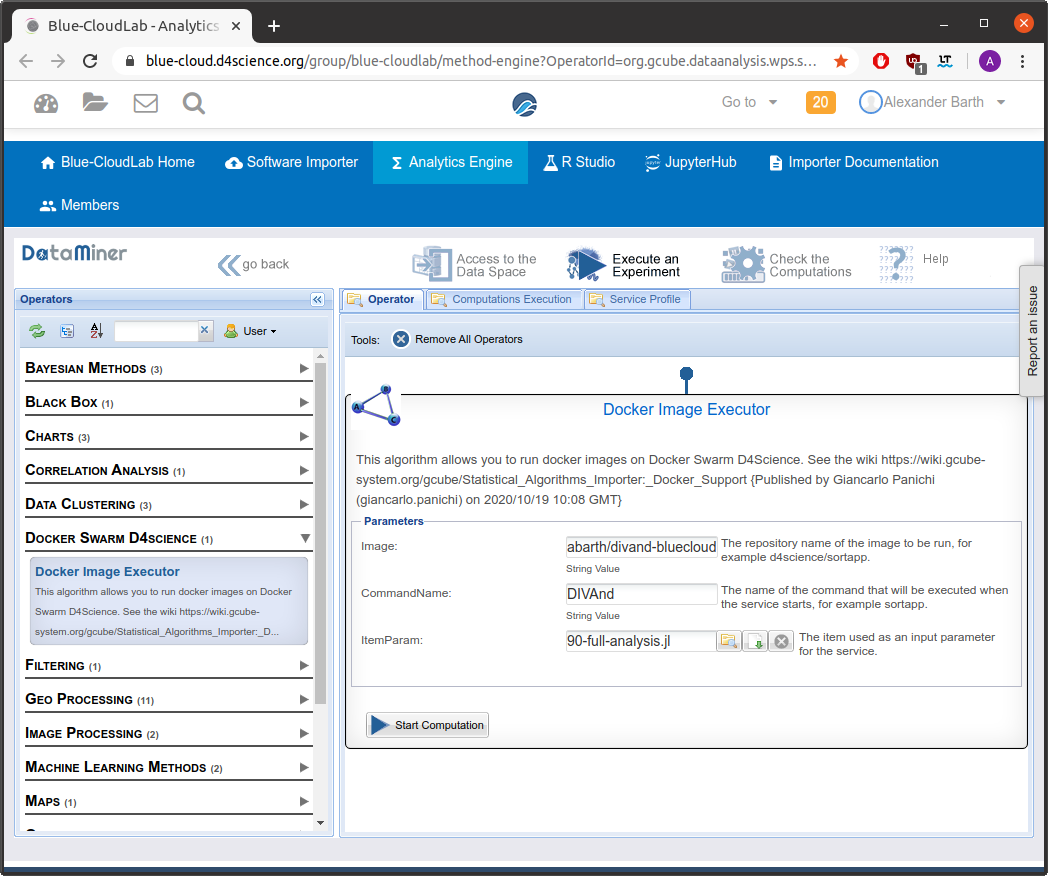 Blue-CloudLab - Analytics
blue-cloud.d4science.org/group/blue-cloudlab/method-engine?OperatorId=org.gcube.dataanalysis.wps.s...
1
LT
A
Go to
20
Alexander Barth
Blue-CloudLab Home
Software Importer
Analytics Engine
R Studio
JupyterHub
Importer Documentation
Members
DataMiner
go back
Access to the
Data Space
Execute an
Experiment
Check the
Computations
Help
Report an issue
Operators
User
BAYESIAN METHODS (3)
BLACK BOX (1)
CHARTS (3)
CORRELATION ANALYSIS (1)
DATA CLUSTERING (3)
DOCKER SWARM D4SCIENCE (1)
Docker Image Executor
This algorithm allows you to run docker images on Docker
Swarm D4Science. See the wiki https://wiki.gcube-
system.org/gcube/Statistical_Algorithms_Importer:_D...
FILTERING (1)
GEO PROCESSING (11)
IMAGE PROCESSING (2)
MACHINE LEARNING METHODS (2)
MAPS (1)
Operator
Computations Execution
Service Profile
Tools:
Remove All Operators
A
B
C
Docker Image Executor
This algorithm allows you to run docker images on Docker Swarm D4Science. See the wiki https://wiki.gcube-
system.org/gcube/Statistical_Algorithms_Importer:_Docker_Support {Published by Giancarlo Panichi
(giancarlo.panichi) on 2020/10/19 10:08 GMT}
Parameters
Image:
abarth/divand-bluecloud
String Value
The repository name of the image to be run, for
example d4science/sortapp.
CommandName:
DIVAnd
String Value
The name of the command that will be executed when
the service starts, for example sortapp.
ItemParam:
90-full-analysis.jl
The item used as an input parameter
for the service.
Start Computation